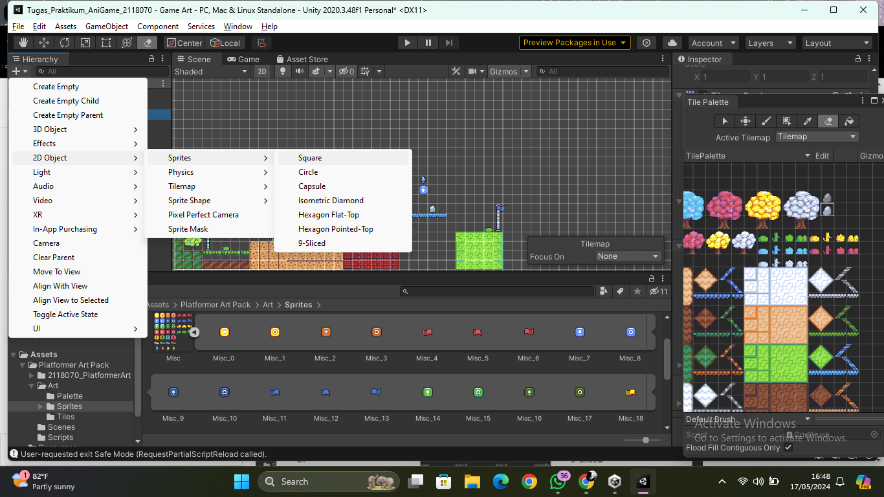 Tugas_Praktikum_AniGame_2118070 - Game Art - PC, Mac & Linux Standalone - Unity 2020.3.48f1 Personal* <DX11>
File Edit Assets GameObject Component Services Window Help
Center Local Preview Packages in Use Account Layers Layout
Hierarchy Scene Game Asset Store Inspector
All Shaded 2D 0 Gizmos All X 1 Y 1 Z 1
Create Empty
Create Empty Child
Create Empty Parent
3D Object
Effects
2D Object
Light
Audio
Video
XR
In-App Purchasing
Camera
Clear Parent
Move To View
Align With View
Align View to Selected
Toggle Active State
UI
Sprites
Physics
Tilemap
Sprite Shape
Pixel Perfect Camera
Sprite Mask
Square
Circle
Capsule
Isometric Diamond
Hexagon Flat-Top
Hexagon Pointed-Top
9-Sliced
Tilemap
Focus On None
Tile Palette
Active Tilemap Tilemap
TilePalette Edit Gizmo
11
Assets > Platformer Art Pack > Art > Sprites
Misc Misc_0 Misc_1 Misc_2 Misc_3 Misc_4 Misc_5 Misc_6 Misc_7 Misc_8
Misc_9 Misc_10 Misc_11 Misc_12 Misc_13 Misc_14 Misc_15 Misc_16 Misc_17 Misc_18
Assets
Platformer Art Pack
2118070_PlatformerArt
Art
Palette
Sprites
Tiles
Scenes
Scripts
Default Brush
Activate Windows
Script
Go to Settings to activate Windows.
Flood Fill Contiguous Only
User-requested exit Safe Mode (RequestPartialScriptReload called).
82°F
Partly sunny
Search
36
16:48
17/05/2024